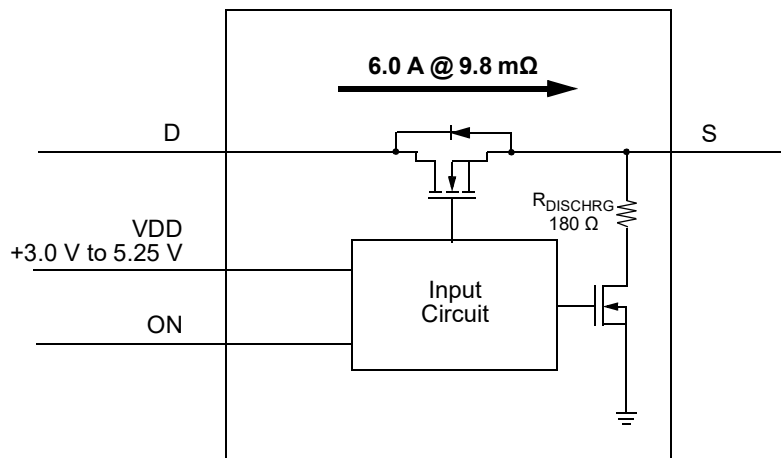 6.0 A @ 9.8 mΩ
D
S
VDD
+3.0 V to 5.25 V
RDISCHRG
180 Ω
ON
Input
Circuit